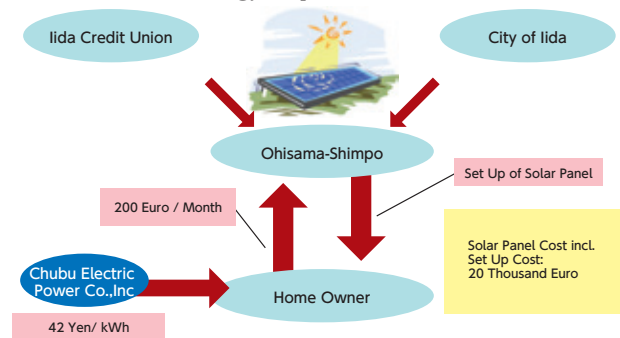 Iida Credit Union
City of Iida
Ohisama-Shimpo
Set Up of Solar Panel
200 Euro / Month
Solar Panel Cost incl.
Set Up Cost:
20 Thousand Euro
Chubu Electric
Power Co.,Inc
Home Owner
42 Yen/ kWh